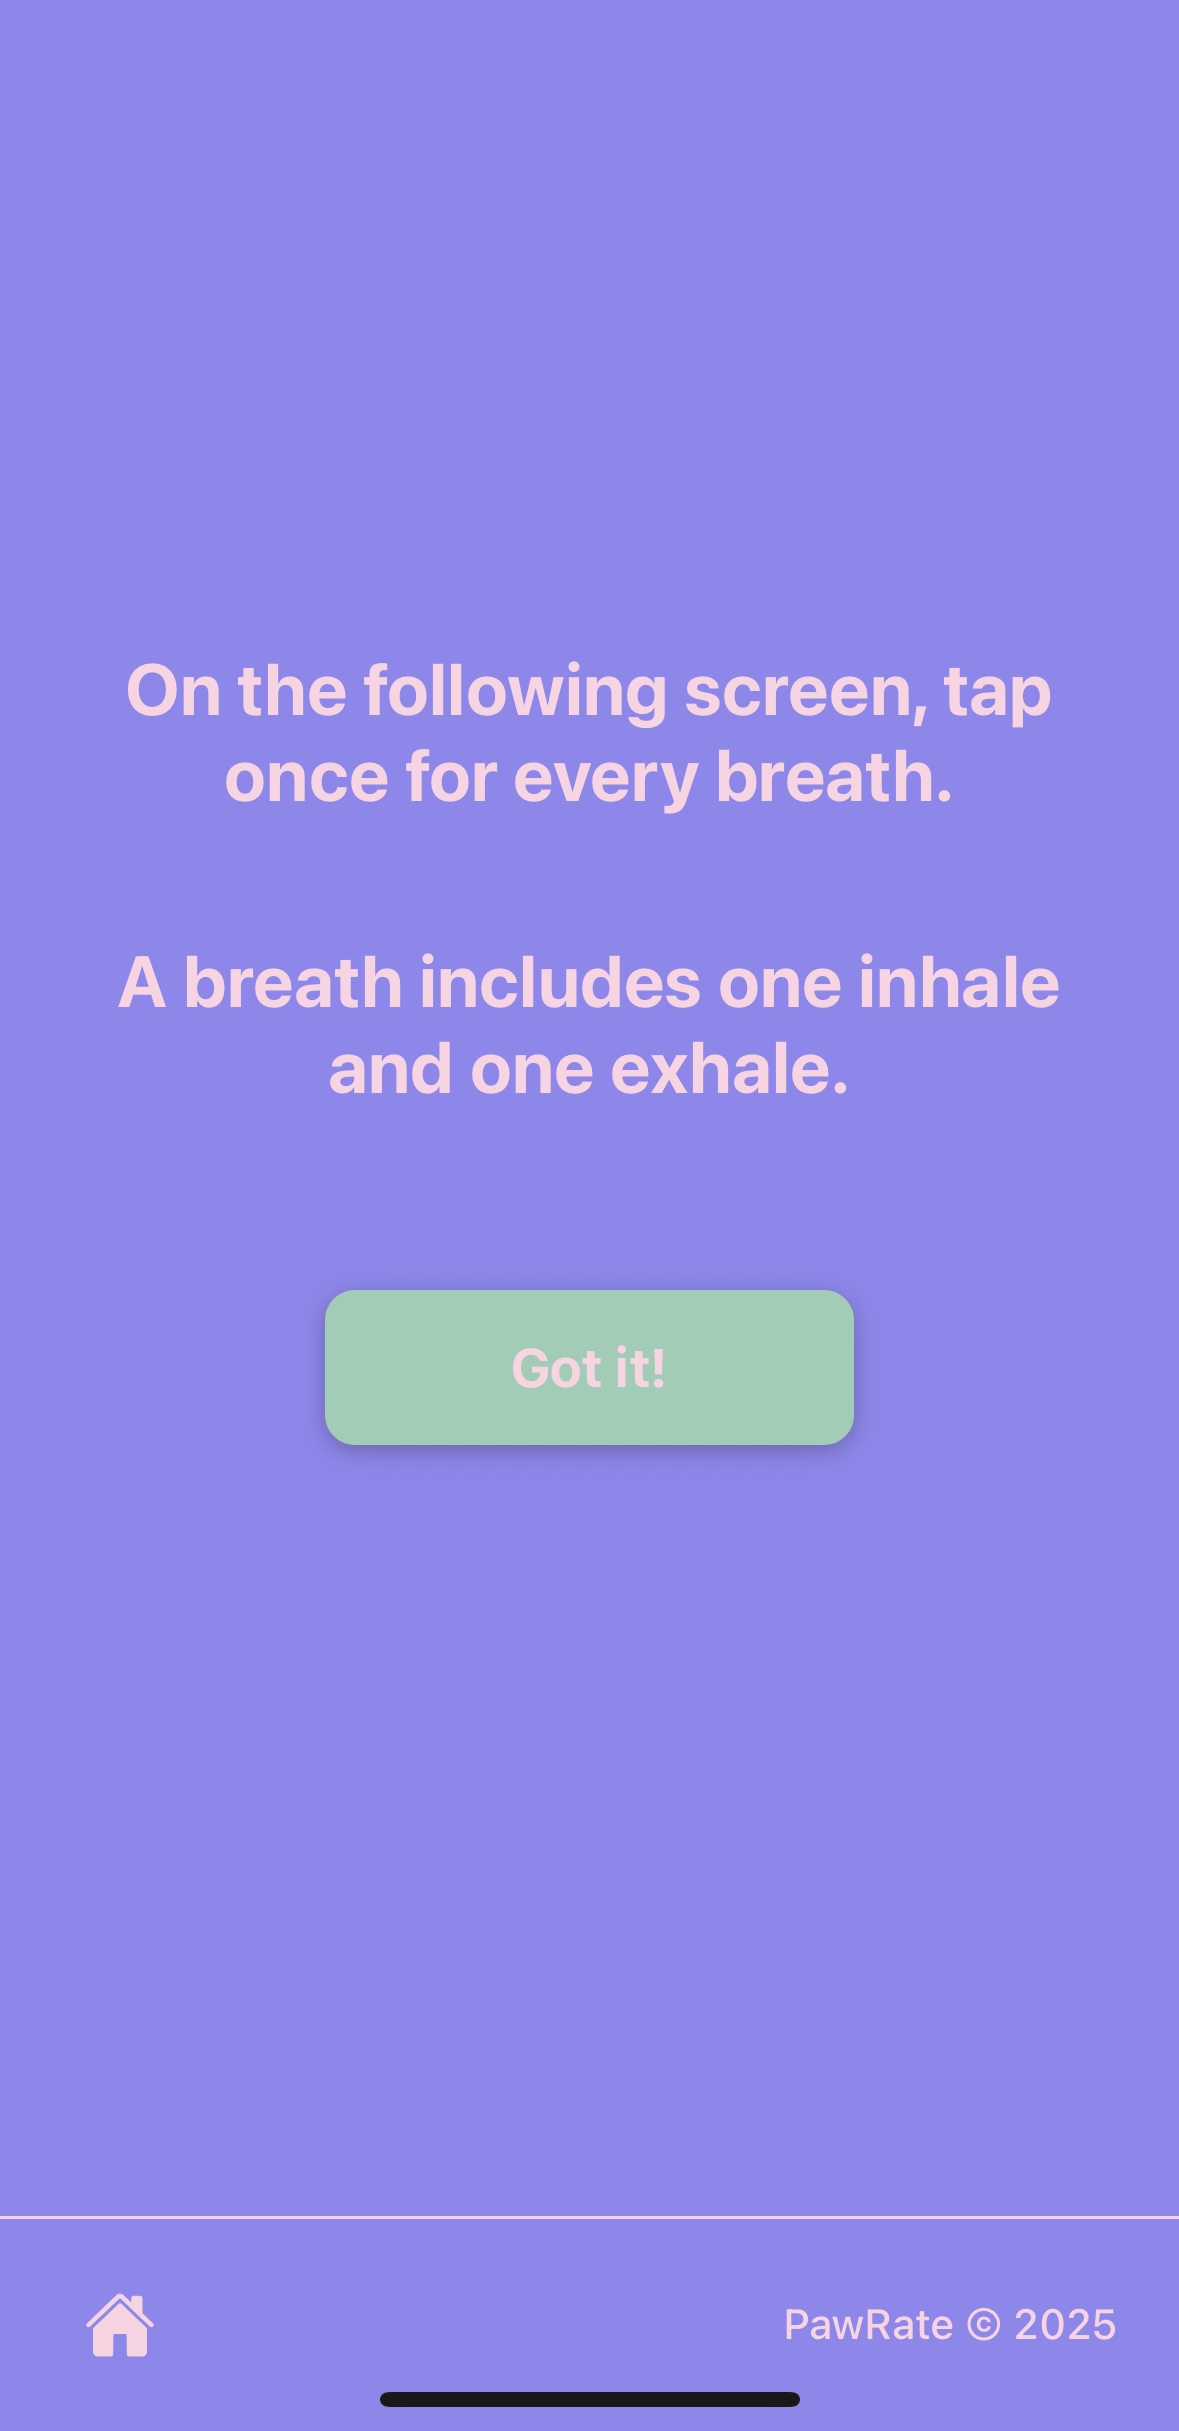 On the following screen, tap
once for every breath.
A breath includes one inhale
and one exhale.
Got it!
PawRate © 2025